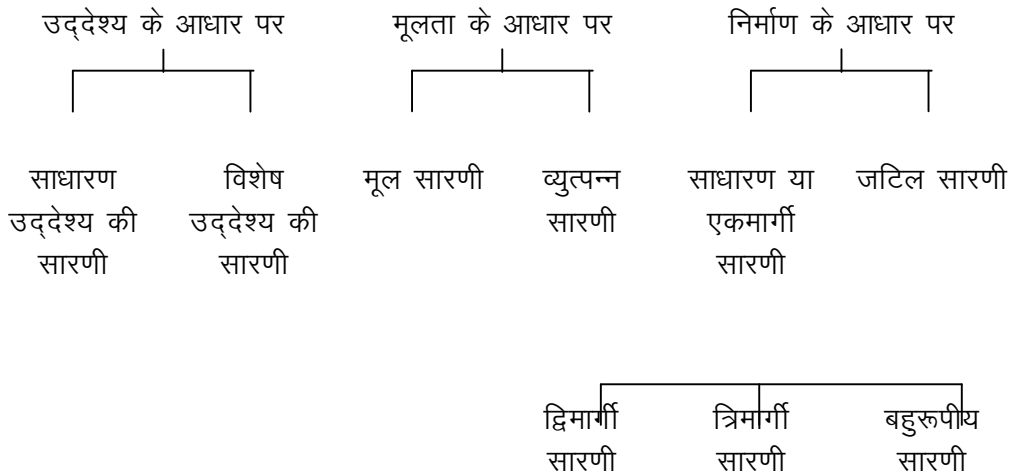 उद्देश्य के आधार पर
मूलता के आधार पर
निर्माण के आधार पर
साधारण
उद्देश्य की
सारणी
विशेष
उद्देश्य की
सारणी
मूल सारणी
व्युत्पन्न
सारणी
साधारण या
एकमार्गी
सारणी
जटिल सारणी
द्विमार्गी
सारणी
त्रिमार्गी
सारणी
बहुरूपीय
सारणी